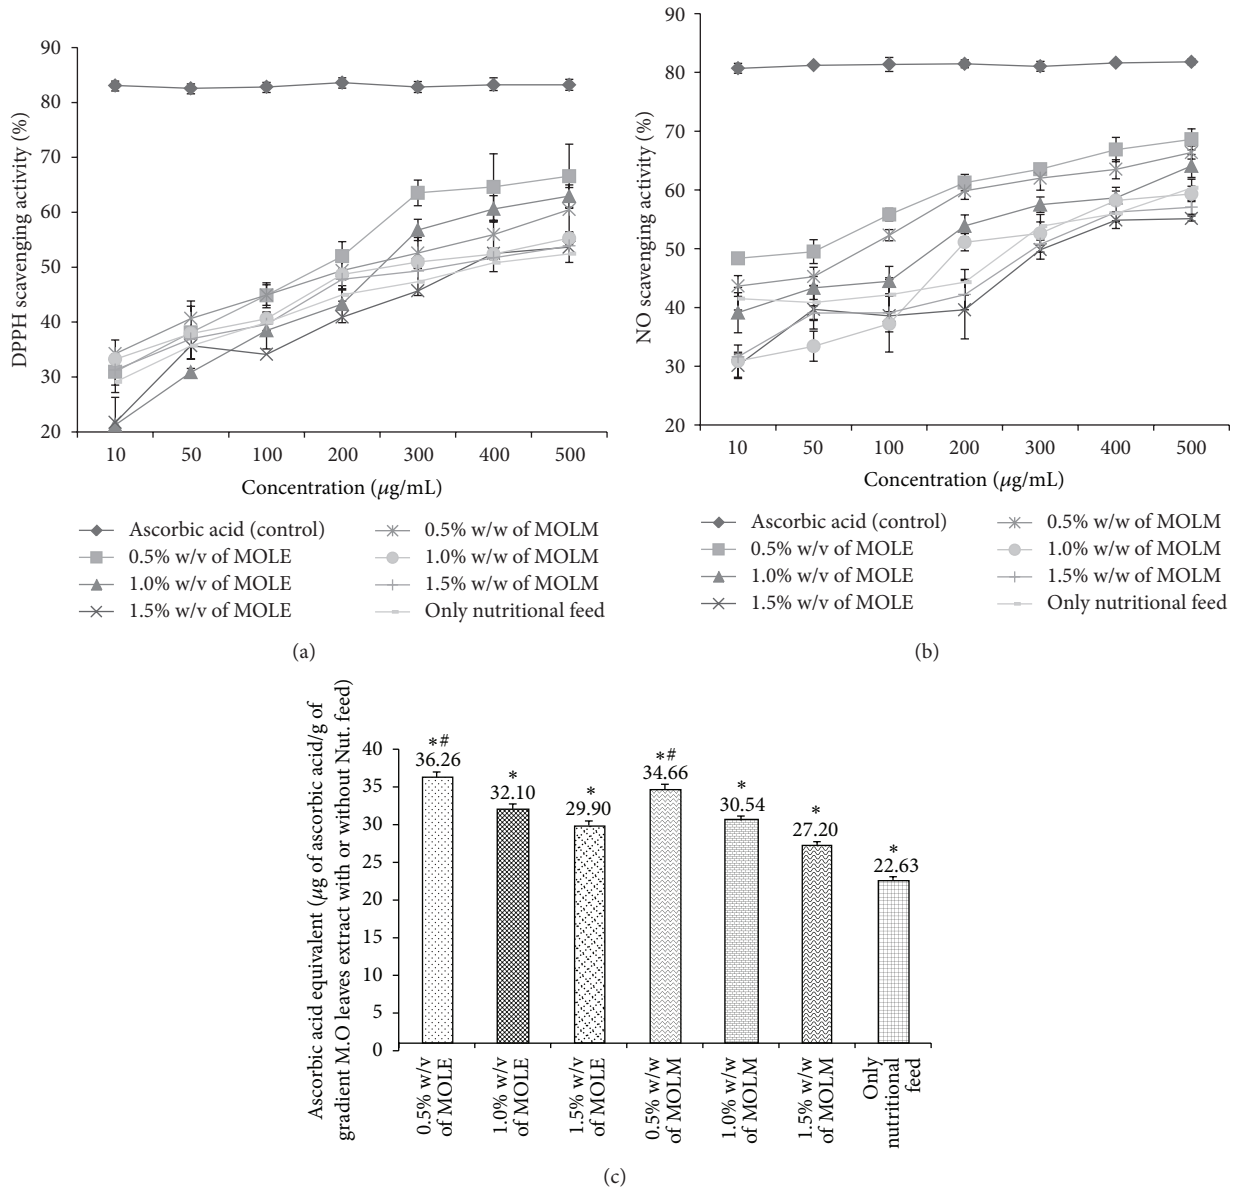 90
80
70
60
50
40
30
20
DPPH scavenging activity (%)
10 50 100 200 300 400 500
Concentration (μg/mL)
Ascorbic acid (control)
0.5% w/v of MOLE
1.0% w/v of MOLE
1.5% w/v of MOLE
0.5% w/w of MOLM
1.0% w/w of MOLM
1.5% w/w of MOLM
Only nutritional feed
(a)
90
80
70
60
50
40
30
20
NO scavenging activity (%)
10 50 100 200 300 400 500
Concentration (μg/mL)
Ascorbic acid (control)
0.5% w/v of MOLE
1.0% w/v of MOLE
1.5% w/v of MOLE
0.5% w/w of MOLM
1.0% w/w of MOLM
1.5% w/w of MOLM
Only nutritional feed
(b)
Ascorbic acid equivalent (μg of ascorbic acid/g of
gradient M.O leaves extract with or without Nut. feed)
40
35
30
25
20
15
10
5
0
*#
36.26
*
32.10
*
29.90
*#
34.66
*
30.54
*
27.20
*
22.63
0.5% w/v
of MOLE
1.0% w/v
of MOLE
1.5% w/v
of MOLE
0.5% w/w
of MOLM
1.0% w/w
of MOLM
1.5% w/w
of MOLM
Only
nutritional
feed
(c)